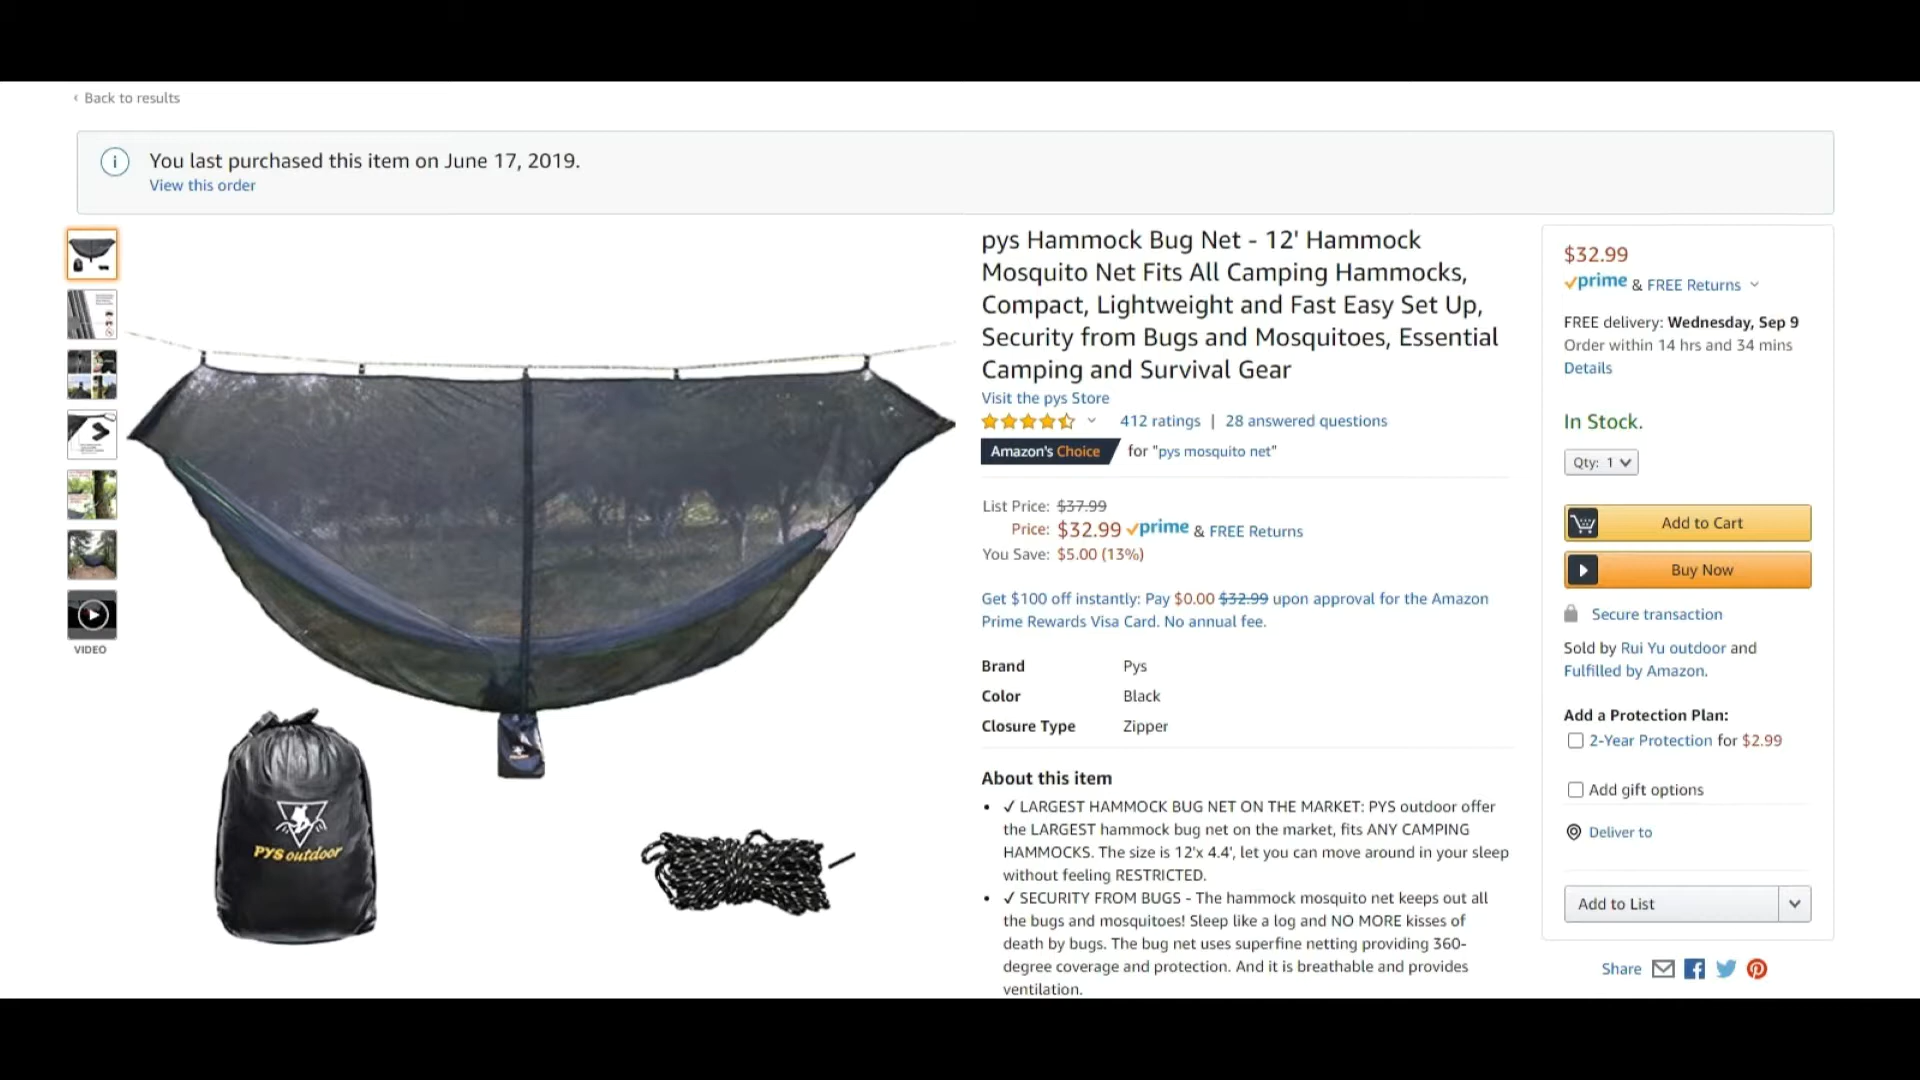 ‹ Back to results
You last purchased this item on June 17, 2019.
View this order
VIDEO
PYS outdoor
pys Hammock Bug Net - 12' Hammock
Mosquito Net Fits All Camping Hammocks,
Compact, Lightweight and Fast Easy Set Up,
Security from Bugs and Mosquitoes, Essential
Camping and Survival Gear
Visit the pys Store
412 ratings | 28 answered questions
Amazon's Choice for "pys mosquito net"
List Price: $37.99
Price: $32.99 prime & FREE Returns
You Save: $5.00 (13%)
Get $100 off instantly: Pay $0.00 $32.99 upon approval for the Amazon
Prime Rewards Visa Card. No annual fee.
Brand Pys
Color Black
Closure Type Zipper
About this item
• ✓ LARGEST HAMMOCK BUG NET ON THE MARKET: PYS outdoor offer
the LARGEST hammock bug net on the market, fits ANY CAMPING
HAMMOCKS. The size is 12'x 4.4', let you can move around in your sleep
without feeling RESTRICTED.
• ✓ SECURITY FROM BUGS - The hammock mosquito net keeps out all
the bugs and mosquitoes! Sleep like a log and NO MORE kisses of
death by bugs. The bug net uses superfine netting providing 360-
degree coverage and protection. And it is breathable and provides
ventilation.
$32.99
prime & FREE Returns
FREE delivery: Wednesday, Sep 9
Order within 14 hrs and 34 mins
Details
In Stock.
Qty: 1
Add to Cart
Buy Now
Secure transaction
Sold by Rui Yu outdoor and
Fulfilled by Amazon.
Add a Protection Plan:
2-Year Protection for $2.99
Add gift options
Deliver to
Add to List
Share